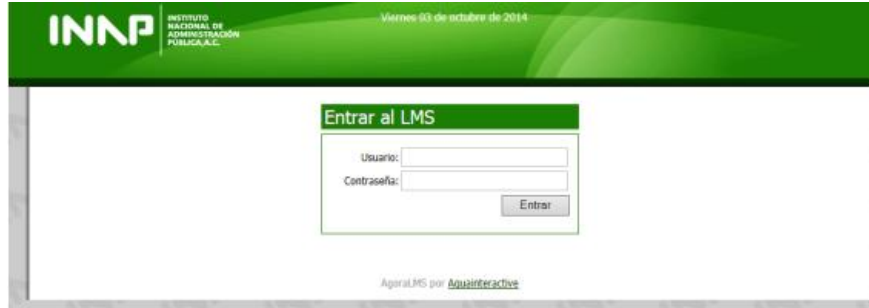 INAP
INSTITUTO
NACIONAL DE
ADMINISTRACIÓN
PÚBLICA, A.C.
Viernes 03 de octubre de 2014
Entrar al LMS
Usuario:
Contraseña:
Entrar
AgoraLMS por Aquainteractive